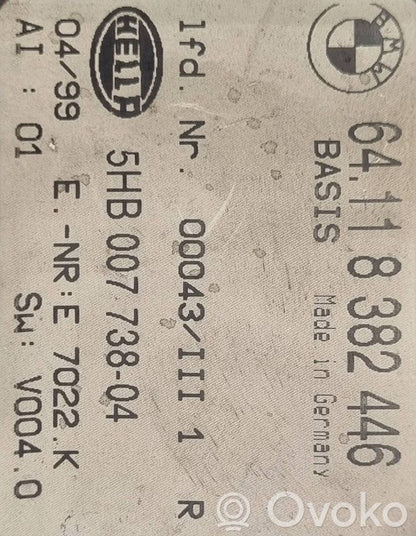 BMW
64.11 8 382 446
BASIS Made in Germany
lfd. Nr. 00043/III 1 R
HELLA
5HB 007 738-04
04/99 E.-NR:E 7022.K
AI:01 SW: V004.0
Ovoko